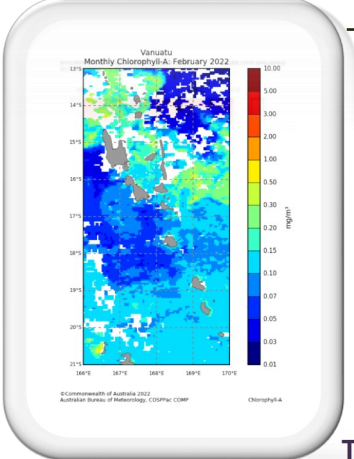 Vanuatu
Monthly Chlorophyll-A: February 2022
13°S
14°S
15°S
16°S
17°S
18°S
19°S
20°S
21°S
166°E 167°E 168°E 169°E 170°E
10.00
5.00
3.00
2.00
1.00
0.50
0.30
0.20
0.15
0.10
0.07
0.05
0.03
0.01
mg/m³
©Commonwealth of Australia 2022
Australian Bureau of Meteorology, COSPPac COMP
Chlorophyll-A